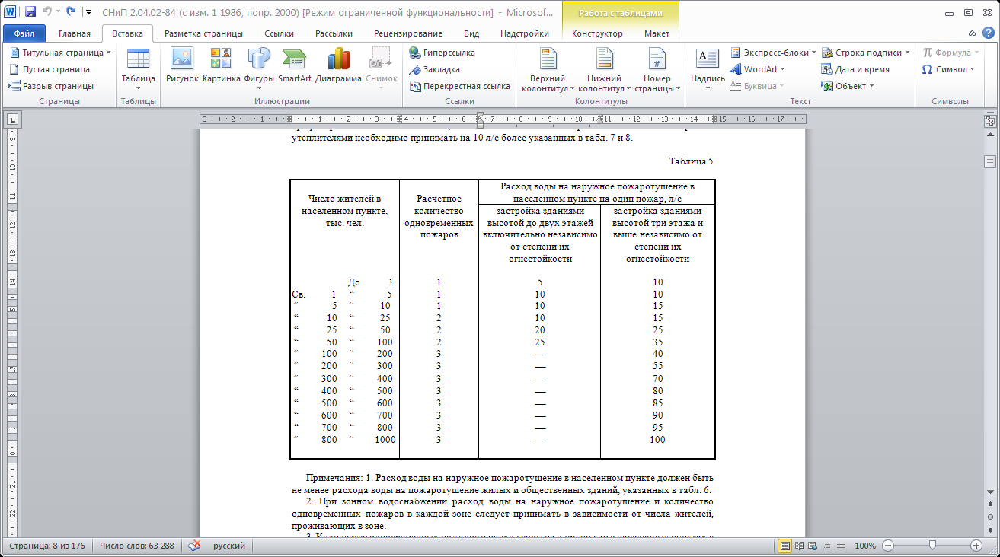 СНиП 2.04.02-84 (с изм. 1 1986, попр. 2000) [Режим ограниченной функциональности] - Microsoft...
Работа с таблицами
Файл Главная Вставка Разметка страницы Ссылки Рассылки Рецензирование Вид Надстройки Конструктор Макет
Титульная страница
Пустая страница
Разрыв страницы
Страницы
Таблица
Таблицы
Рисунок Картинка Фигуры SmartArt Диаграмма Снимок
Иллюстрации
Гиперссылка
Закладка
Перекрестная ссылка
Ссылки
Верхний колонтитул
Нижний колонтитул
Номер страницы
Колонтитулы
Надпись
Экспресс-блоки
WordArt
Буквица
Строка подписи
Дата и время
Объект
Текст
Формула
Символ
Символы
утеплителями необходимо принимать на 10 л/с более указанных в табл. 7 и 8.
Таблица 5
Число жителей в
населенном пункте,
тыс. чел.
Расчетное
количество
одновременных
пожаров
Расход воды на наружное пожаротушение в
населенном пункте на один пожар, л/с
застройка зданиями
высотой до двух этажей
включительно независимо
от степени их
огнестойкости
застройка зданиями
высотой три этажа и
выше независимо от
степени их
огнестойкости
До 1 1 5 10
Св. 1 “ 5 1 10 10
“ 5 “ 10 1 10 15
“ 10 “ 25 2 10 15
“ 25 “ 50 2 20 25
“ 50 “ 100 2 25 35
“ 100 “ 200 3 — 40
“ 200 “ 300 3 — 55
“ 300 “ 400 3 — 70
“ 400 “ 500 3 — 80
“ 500 “ 600 3 — 85
“ 600 “ 700 3 — 90
“ 700 “ 800 3 — 95
“ 800 “ 1000 3 — 100
Примечания: 1. Расход воды на наружное пожаротушение в населенном пункте должен быть
не менее расхода воды на пожаротушение жилых и общественных зданий, указанных в табл. 6.
2. При зонном водоснабжении расход воды на наружное пожаротушение и количество
одновременных пожаров в каждой зоне следует принимать в зависимости от числа жителей,
проживающих в зоне.
3. Количество одновременных пожаров и расход воды на один пожар в населенных пунктах с
Страница: 8 из 176 Число слов: 63 288 русский 100%